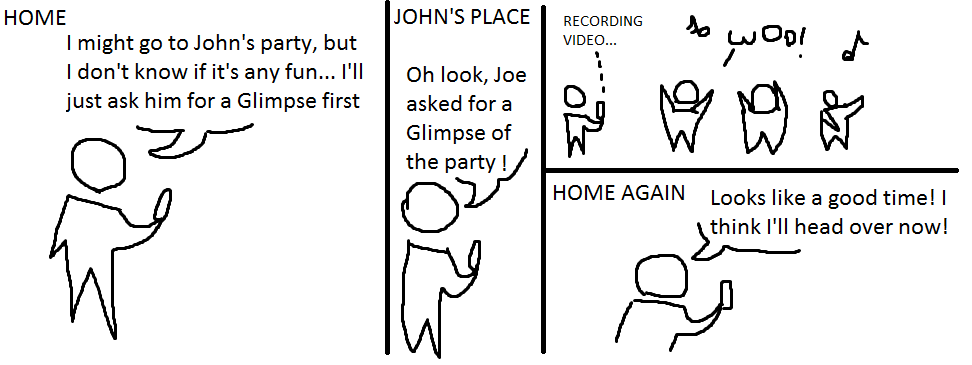 HOME
I might go to John's party, but
I don't know if it's any fun... I'll
just ask him for a Glimpse first
JOHN'S PLACE
Oh look, Joe
asked for a
Glimpse of
the party !
RECORDING
VIDEO...
WOO!
HOME AGAIN
Looks like a good time! I
think I'll head over now!